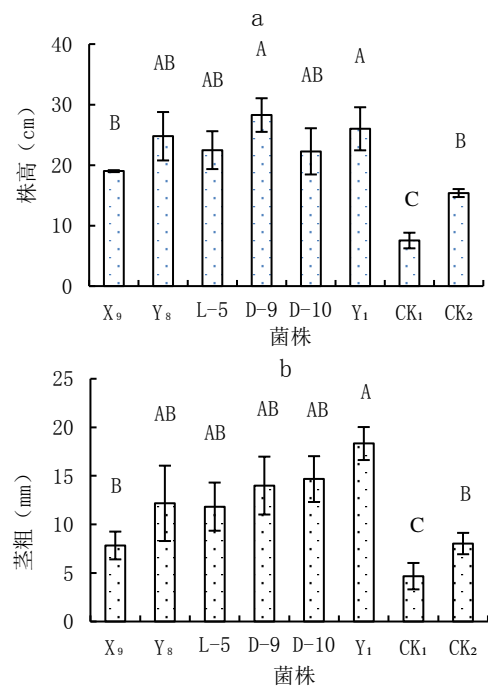 a
株高（cm）
40
30
20
10
0
B
AB
AB
A
AB
A
C
B
X₉ Y₈ L-5 D-9 D-10 Y₁ CK₁ CK₂
菌株
b
茎粗（mm）
25
20
15
10
5
0
B
AB
AB
AB
AB
A
C
B
X₉ Y₈ L-5 D-9 D-10 Y₁ CK₁ CK₂
菌株